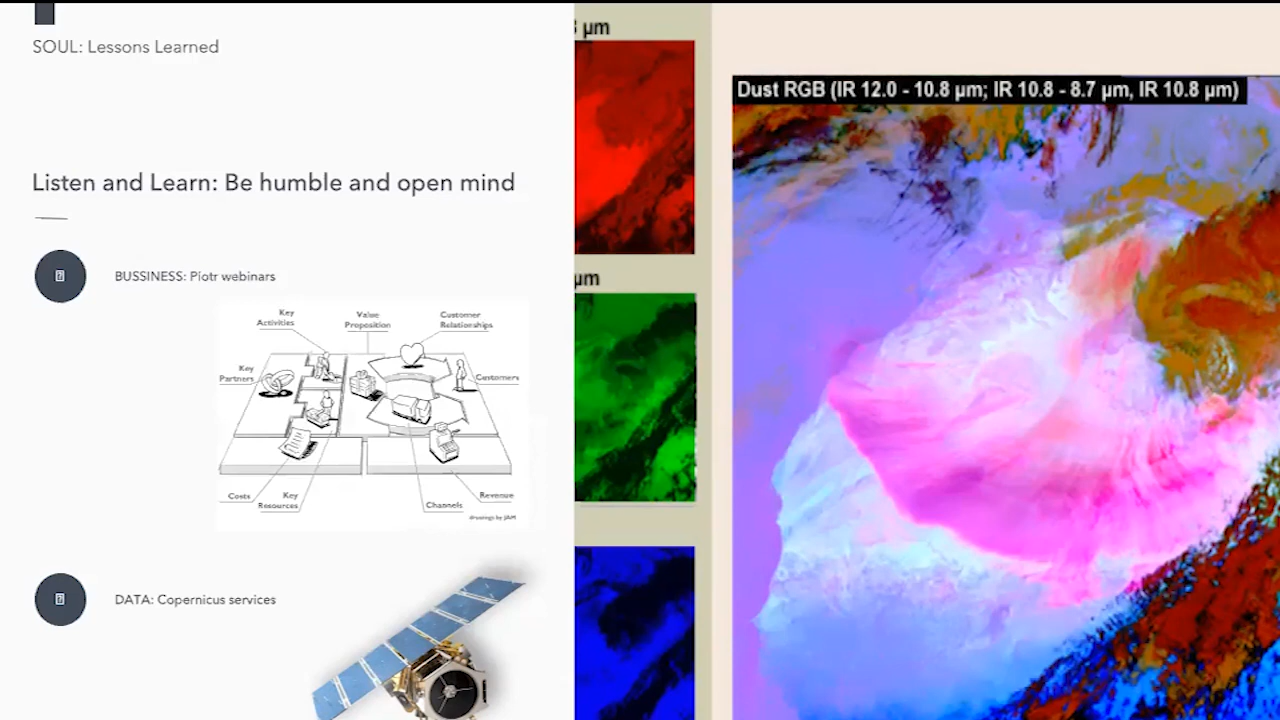 SOUL: Lessons Learned
Listen and Learn: Be humble and open mind
BUSSINESS: Piotr webinars
Key
Activities
Value
Proposition
Customer
Relationships
Key
Partners
Customers
Costs
Key
Resources
Channels
Revenue
drawings by JAM
DATA: Copernicus services
µm
µm
Dust RGB (IR 12.0 - 10.8 µm; IR 10.8 - 8.7 µm, IR 10.8 µm)